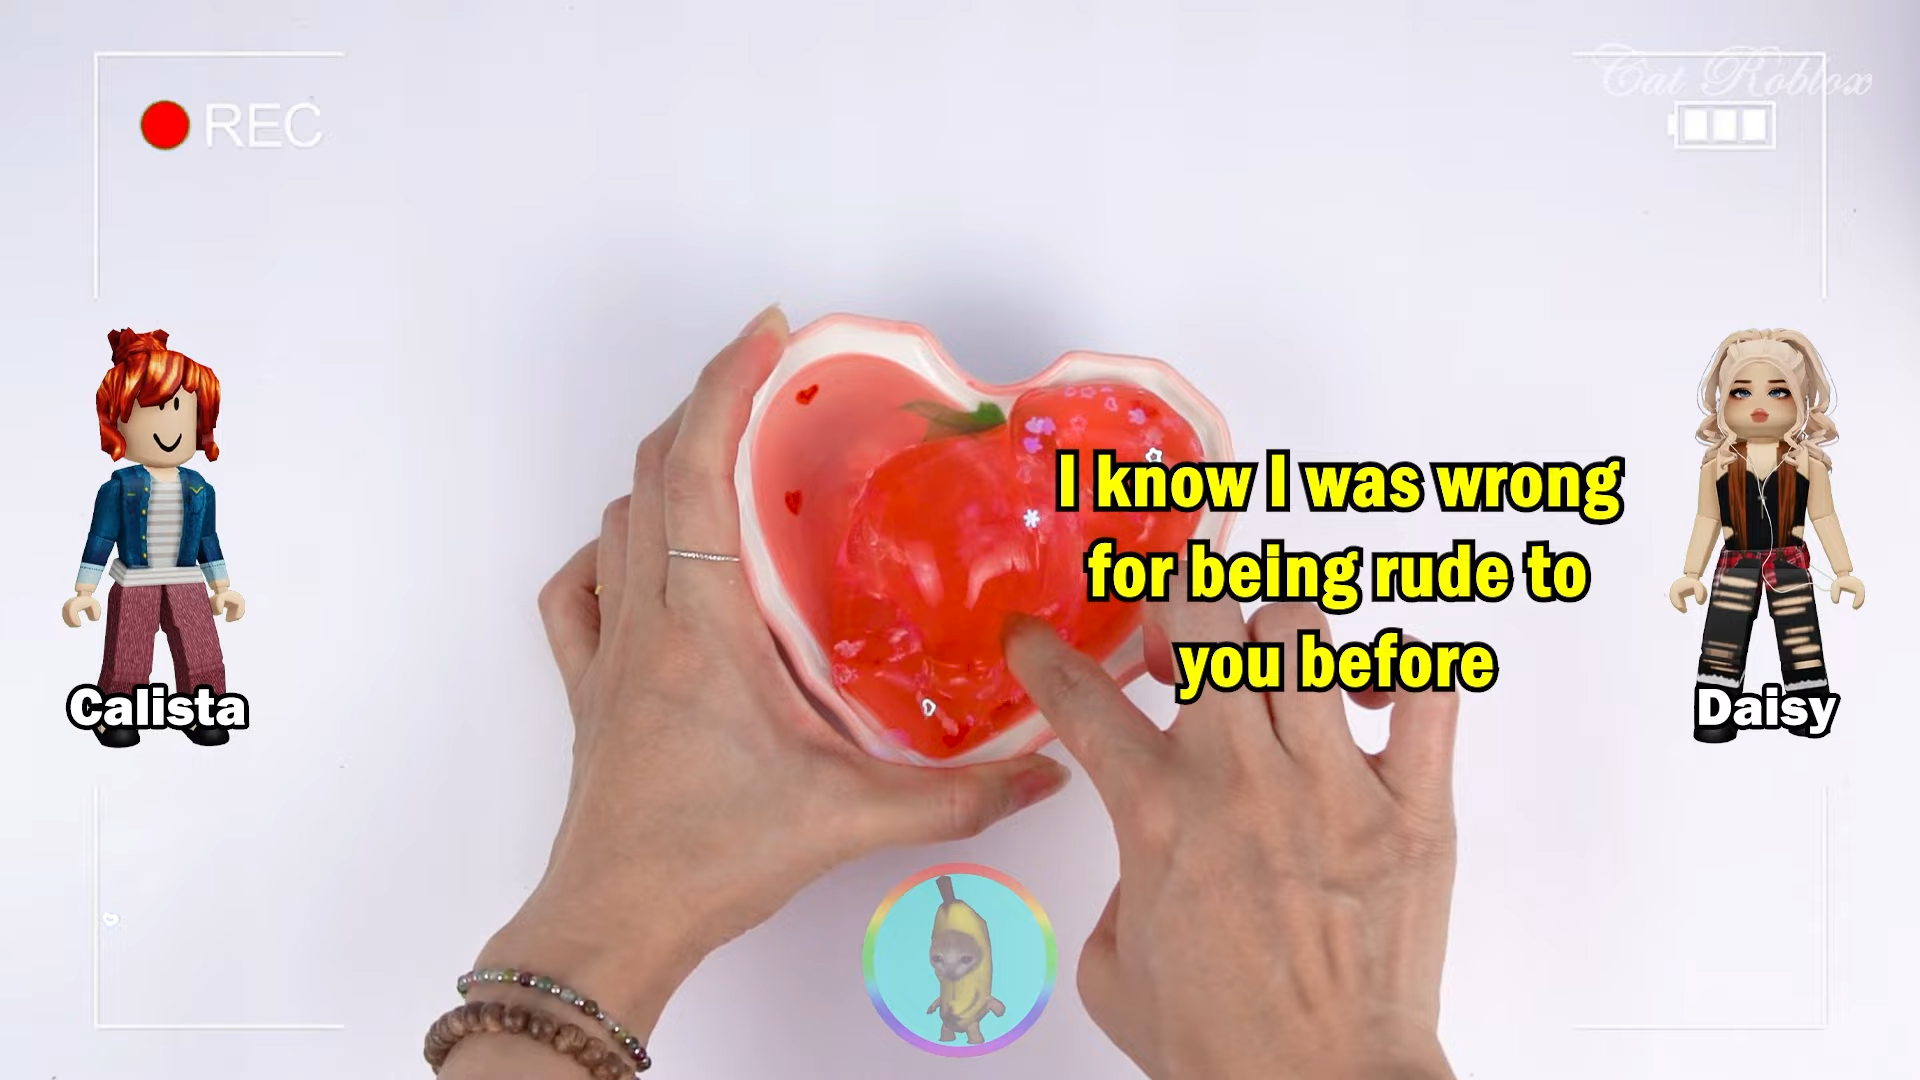 Cat Roblox
REC
I know I was wrong
for being rude to
you before
Calista
Daisy